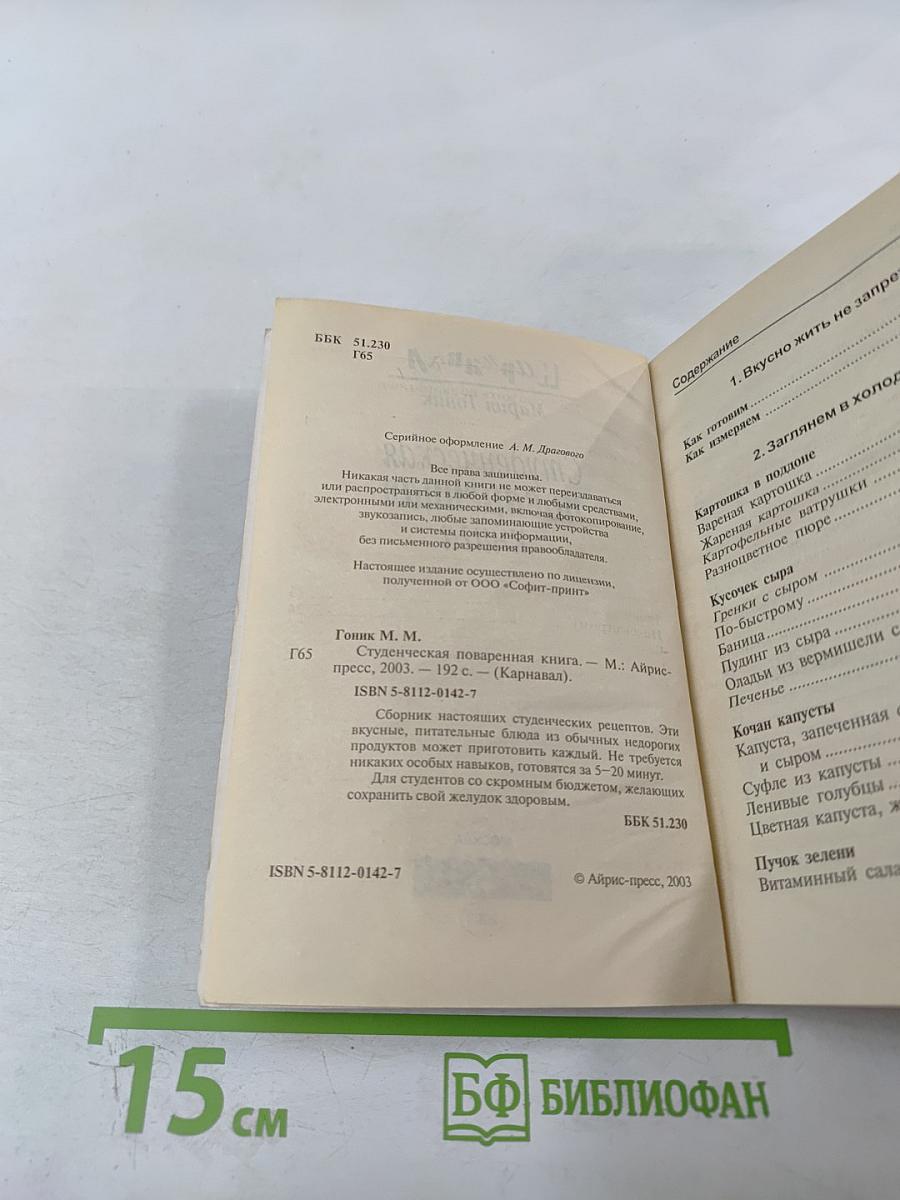 ББК 51.230
Г65
Серийное оформление А. М. Драгового
Все права защищены.
Никакая часть данной книги не может переиздаваться
или распространяться в любой форме и любыми средствами,
электронными или механическими, включая фотокопирование,
звукозапись, любые запоминающие устройства
и системы поиска информации,
без письменного разрешения правообладателя.
Настоящее издание осуществлено по лицензии,
полученной от ООО «Софит-принт»
Гоник М. М.
Г65 Студенческая поваренная книга. — М.: Айрис-
пресс, 2003. — 192 с. — (Карнавал).
ISBN 5-8112-0142-7
Сборник настоящих студенческих рецептов. Эти
вкусные, питательные блюда из обычных недорогих
продуктов может приготовить каждый. Не требуется
никаких особых навыков, готовятся за 5—20 минут.
Для студентов со скромным бюджетом, желающих
сохранить свой желудок здоровым.
ББК 51.230
ISBN 5-8112-0142-7
© Айрис-пресс, 2003
Содержание
1. Вкусно жить не
Как готовим
Как измеряем
2. Заглянем в
Картошка в поддоне
Вареная картошка
Жареная картошка
Картофельные ватрушки
Разноцветное пюре
Кусочек сыра
Гренки с сыром
По-быстрому
Баница
Пудинг из сыра
Оладьи из вермишели
Печенье
Кочан капусты
Капуста, запеченная
и сыром
Суфле из капусты
Ленивые голубцы
Цветная капуста,
Пучок зелени
Витаминный
15 см
БФ БИБЛИОФАН